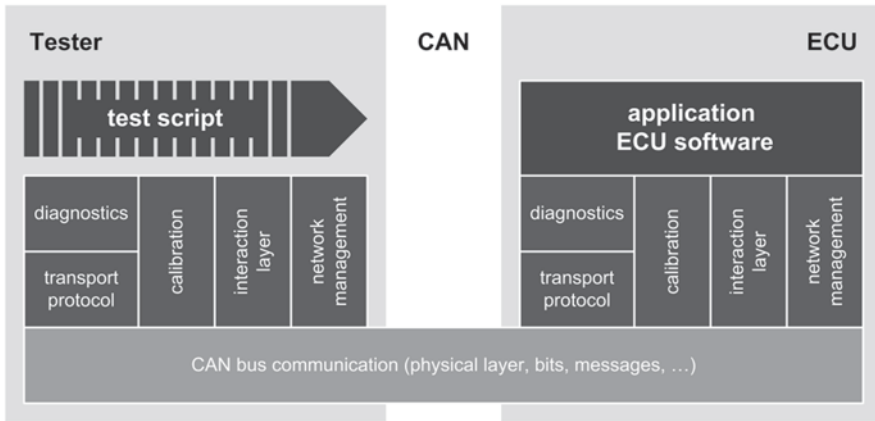 Tester
CAN
ECU
test script
application
ECU software
diagnostics
transport
protocol
calibration
interaction
layer
network
management
diagnostics
transport
protocol
calibration
interaction
layer
network
management
CAN bus communication (physical layer, bits, messages, …)